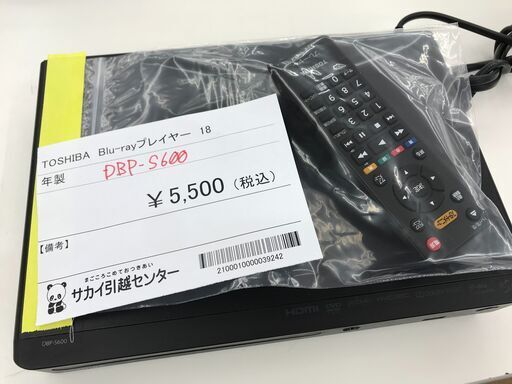 TOSHIBA Blu-rayプレイヤー 18
年製 DBP-S600
¥5,500(税込)
【備考】
まごころこめておつきあい
サカイ引越センター
2100010000039242
TOSHIBA
HDMI DVD
DBP-S600